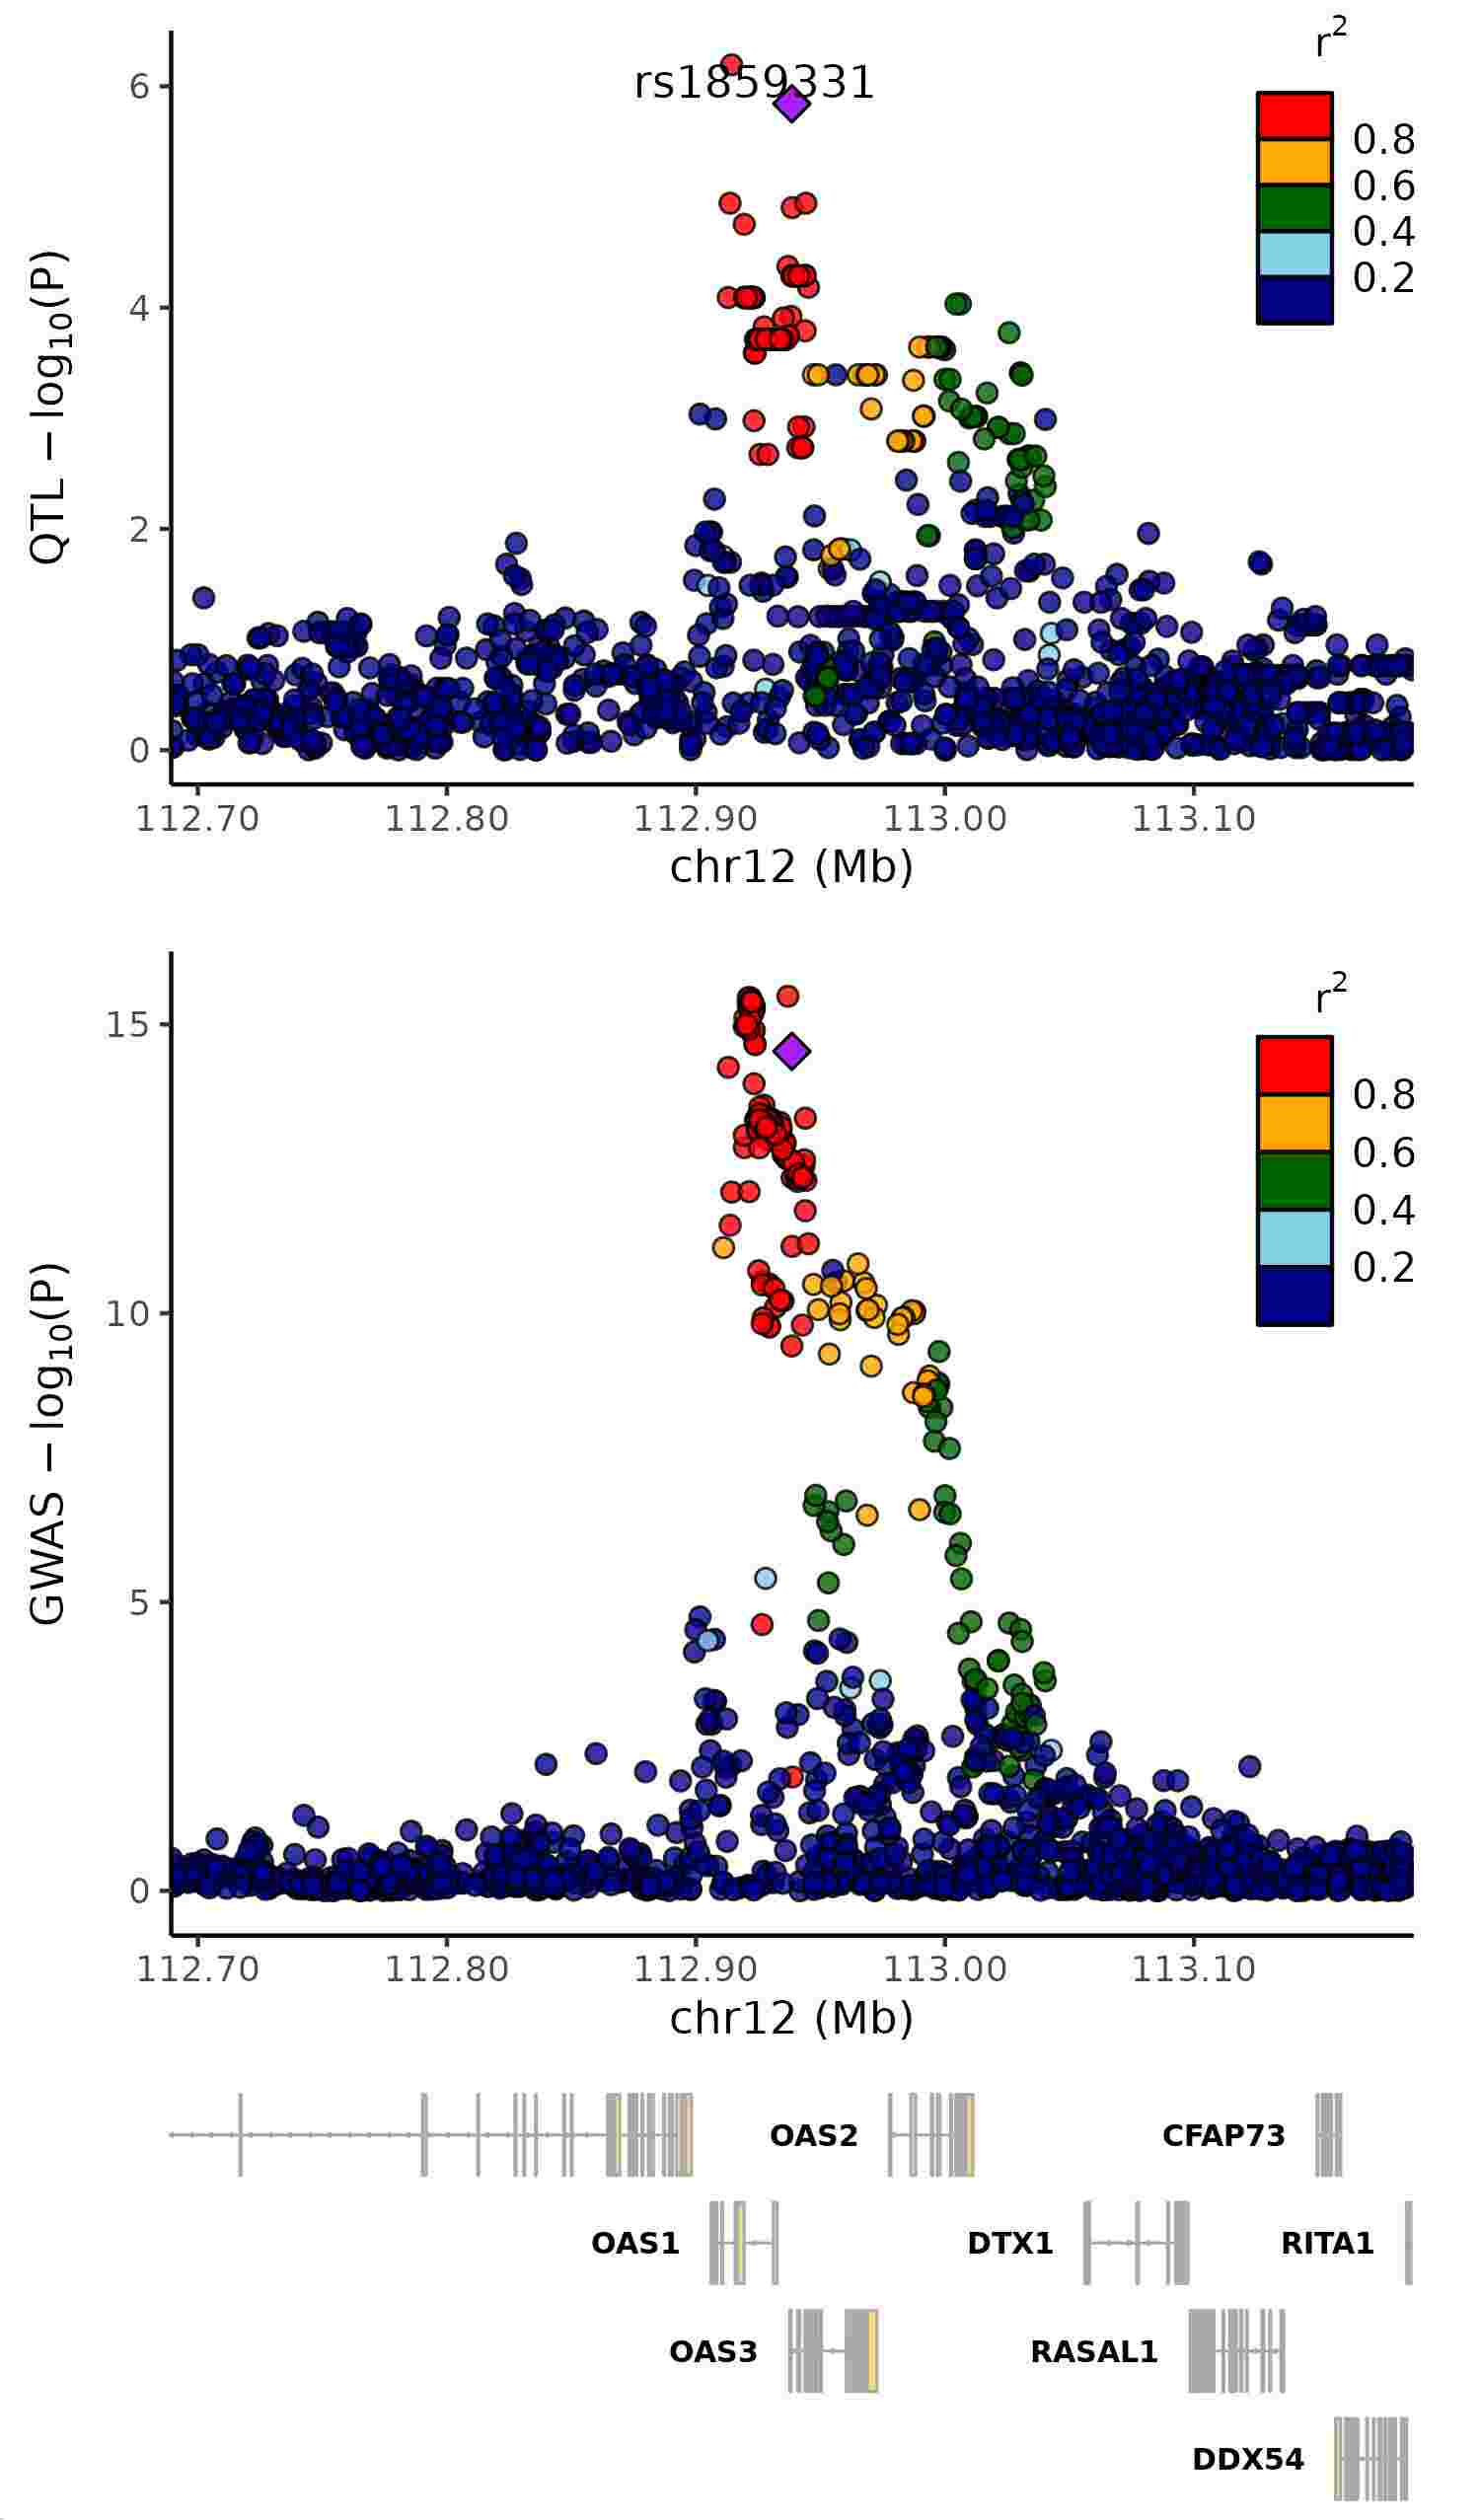 r2
6
rs1859331
0.8
0.6
0.4
0.2
4
2
0
QTL − log10(P)
112.70 112.80 112.90 113.00 113.10
chr12 (Mb)
r2
15
0.8
0.6
0.4
0.2
10
5
0
GWAS − log10(P)
112.70 112.80 112.90 113.00 113.10
chr12 (Mb)
OAS2 CFAP73
OAS1 DTX1 RITA1
OAS3 RASAL1
DDX54